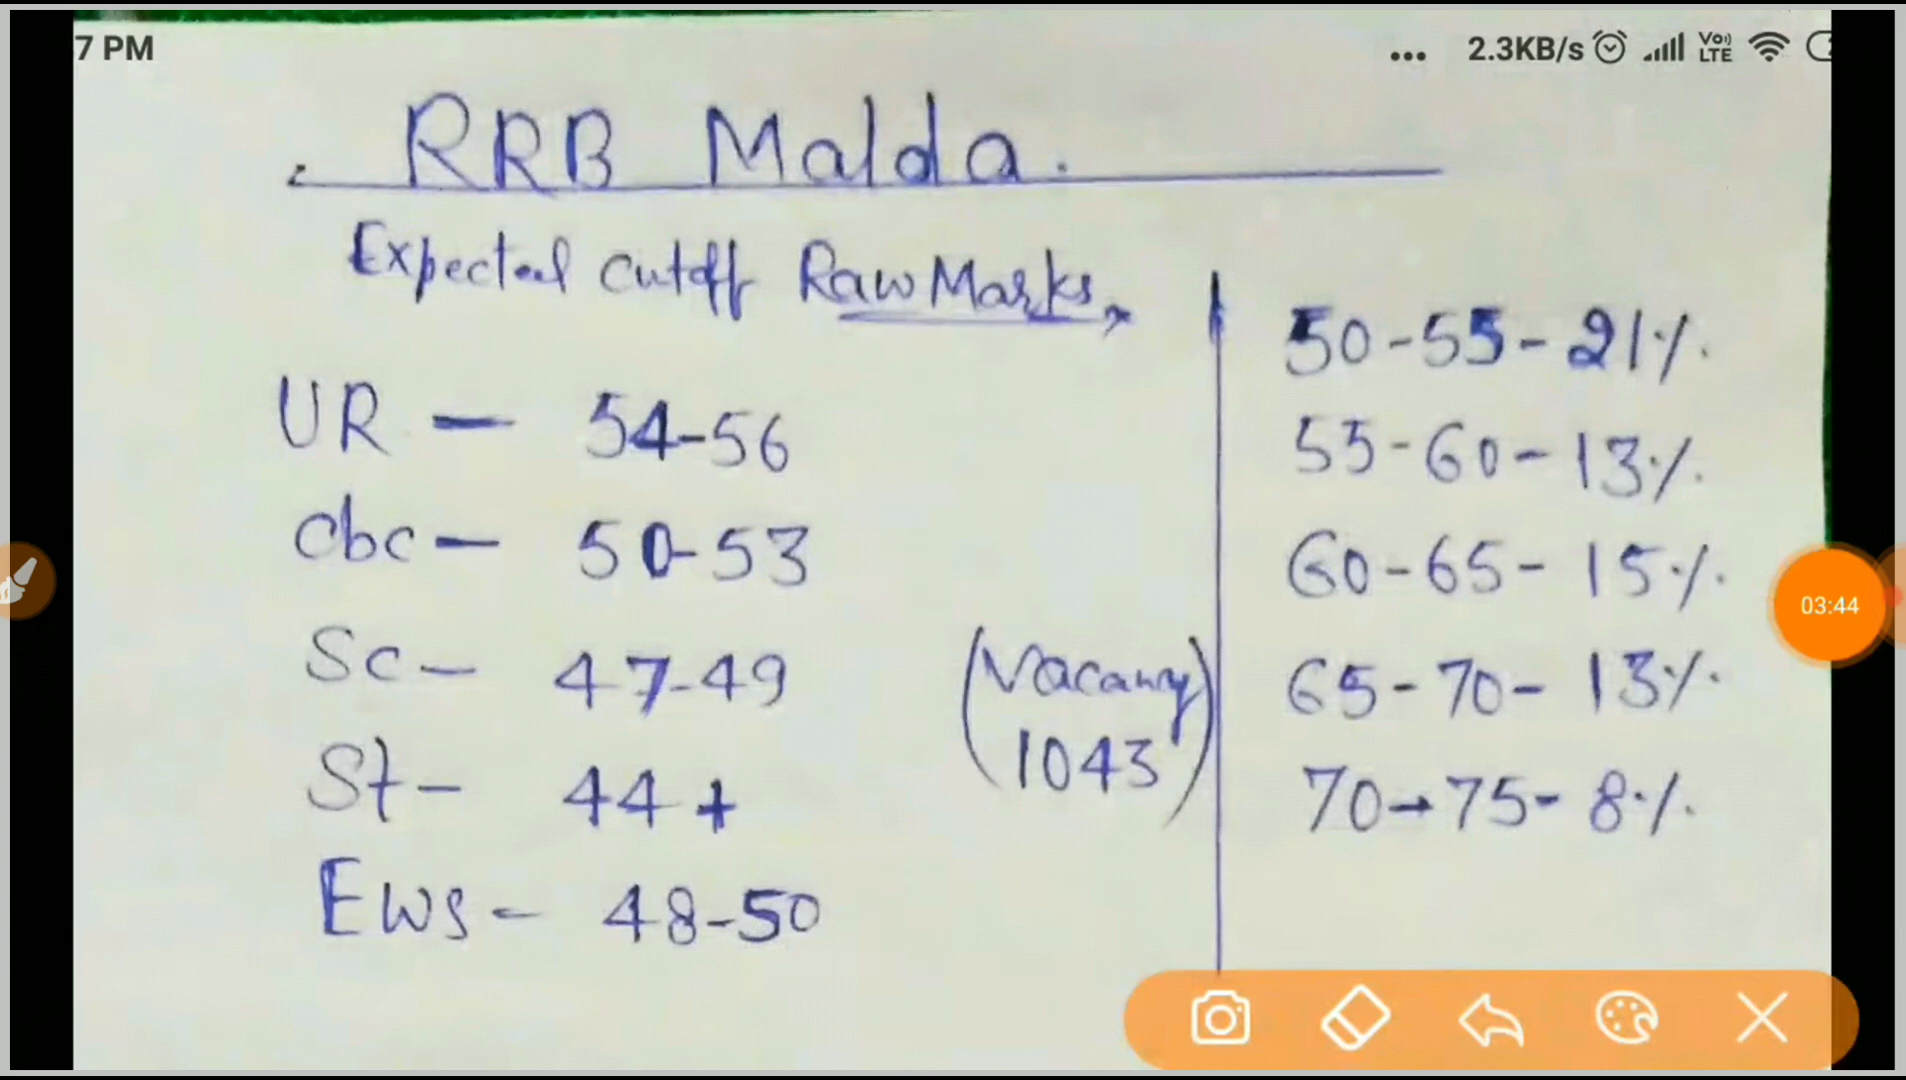 7 PM
... 2.3KB/s Vo)) LTE
RRB Malda.
Expected cutoff Raw Marks
UR — 54-56
Obc — 50-53
Sc — 47-49
St - 44 +
EWS - 48-50
(Vacancy
1043)
50-55-21%.
55-60-13%.
60-65-15%.
65-70-13%.
70-75-8%.
03:44